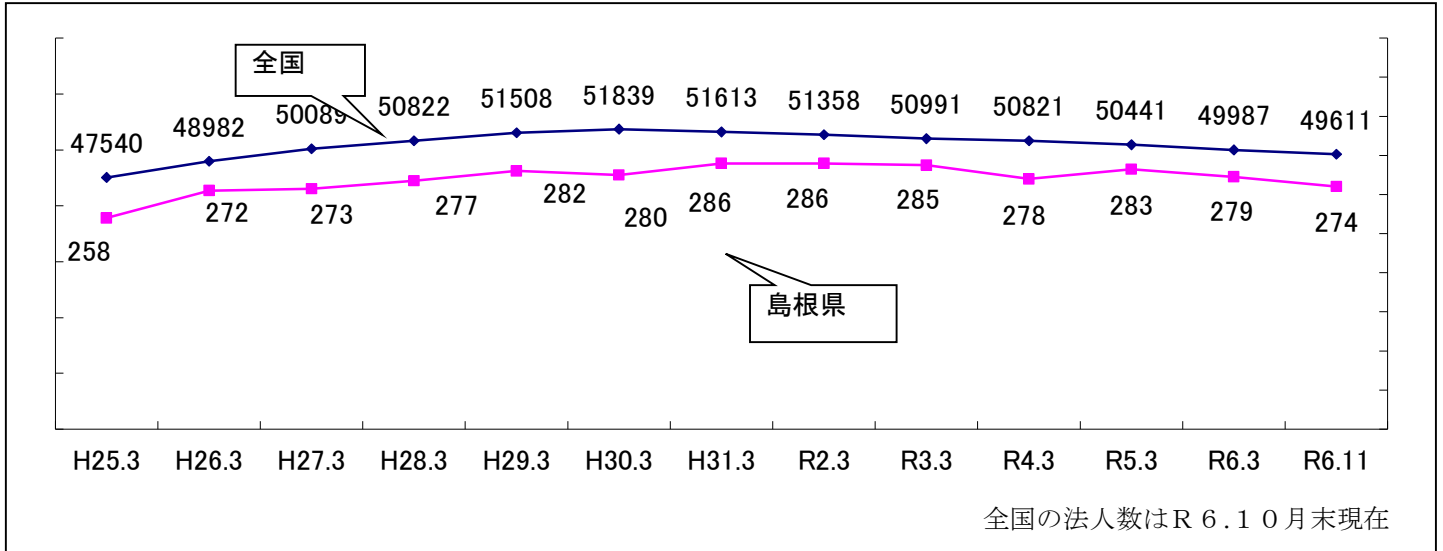 全国
47540 48982 50089 50822 51508 51839 51613 51358 50991 50821 50441 49987 49611
258 272 273 277 282 280 286 286 285 278 283 279 274
島根県
H25.3 H26.3 H27.3 H28.3 H29.3 H30.3 H31.3 R2.3 R3.3 R4.3 R5.3 R6.3 R6.11
全国の法人数はＲ６.１０月末現在